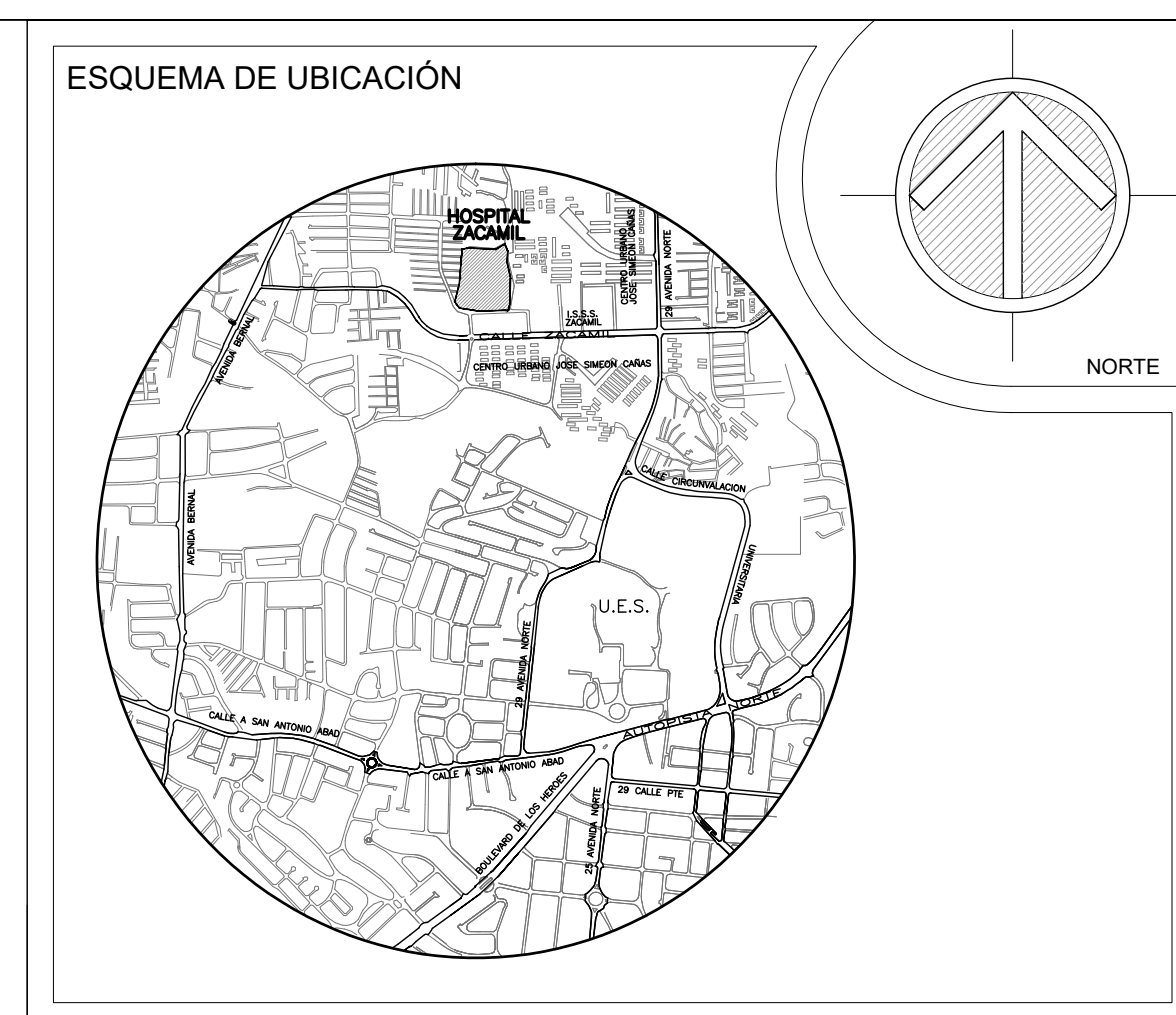 ESQUEMA DE UBICACIÓN
NORTE
HOSPITAL
ZACAMIL
CENTRO URBANO
JOSE SIMEON CAÑAS
29 AVENIDA NORTE
I.S.S.S.
ZACAMIL
CALLE ZACAMIL
AVENIDA BERNAL
CENTRO URBANO JOSE SIMEON CAÑAS
CALLE CIRCUNVALACION
AVENIDA BERNAL
UNIVERSITARIA
U.E.S.
29 AVENIDA NORTE
AUTOPISTA NORTE
CALLE A SAN ANTONIO ABAD
CALLE A SAN ANTONIO ABAD
BOULEVARD DE LOS HEROES
29 CALLE PTE
25 AVENIDA NORTE